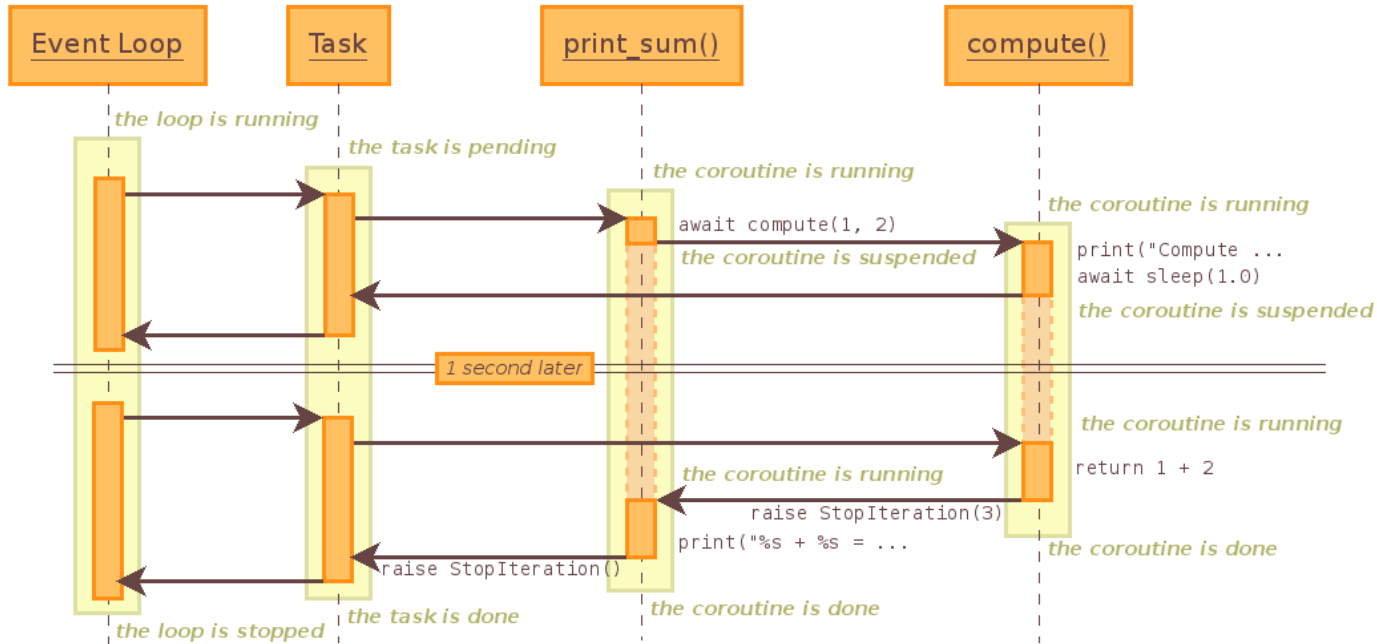 Event Loop
Task
print_sum()
compute()
the loop is running
the task is pending
the coroutine is running
the coroutine is running
await compute(1, 2)
print("Compute ...
the coroutine is suspended
await sleep(1.0)
the coroutine is suspended
1 second later
the coroutine is running
the coroutine is running
return 1 + 2
raise StopIteration(3)
print("%s + %s = ...
the coroutine is done
raise StopIteration()
the coroutine is done
the task is done
the loop is stopped